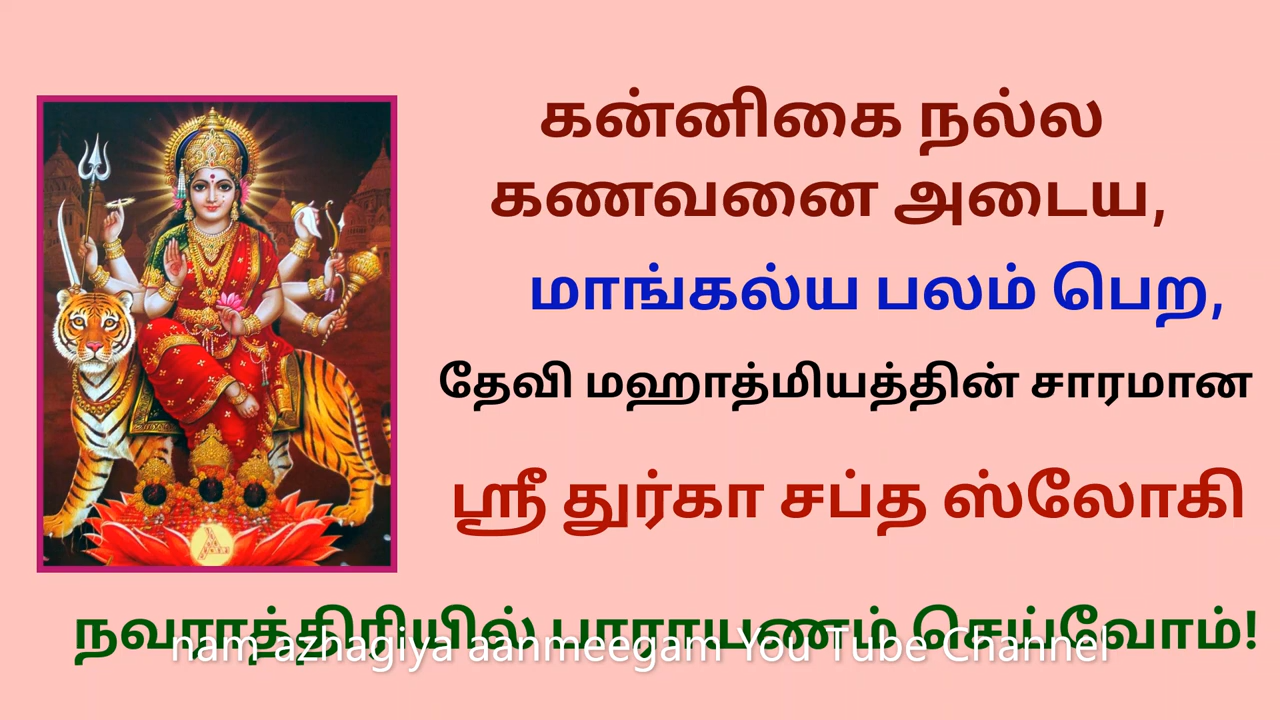 கன்னிகை நல்ல
கணவனை அடைய,
மாங்கல்ய பலம் பெற,
தேவி மஹாத்மியத்தின் சாரமான
ஸ்ரீ துர்கா சப்த ஸ்லோகி
நவராத்திரியில் பாராயணம் செய்வோம்!
nam azhagiya aanmeegam You Tube Channel